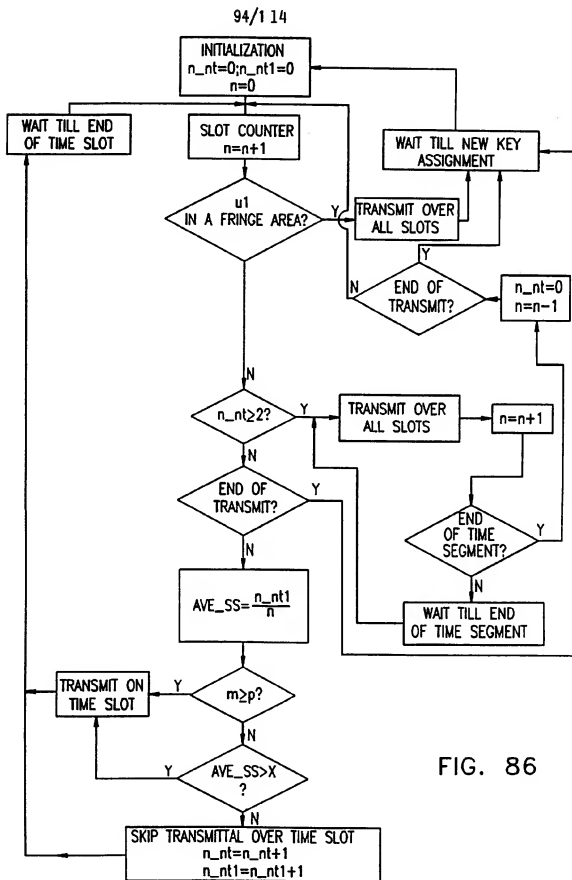 94/114
INITIALIZATION
n_nt=0;n_nt1=0
n=0
WAIT TILL END
OF TIME SLOT
SLOT COUNTER
n=n+1
WAIT TILL NEW KEY
ASSIGNMENT
u1
IN A FRINGE AREA?
Y
TRANSMIT OVER
ALL SLOTS
Y
N
END OF
TRANSMIT?
n_nt=0
n=n-1
N
n_nt≥2?
Y
TRANSMIT OVER
ALL SLOTS
n=n+1
N
END OF
TRANSMIT?
Y
END
OF TIME
SEGMENT?
Y
N
N
AVE_SS=n_nt1
n
WAIT TILL END
OF TIME SEGMENT
TRANSMIT ON
TIME SLOT
Y
m≥p?
N
Y
AVE_SS>X
?
FIG. 86
N
SKIP TRANSMITTAL OVER TIME SLOT
n_nt=n_nt+1
n_nt1=n_nt1+1